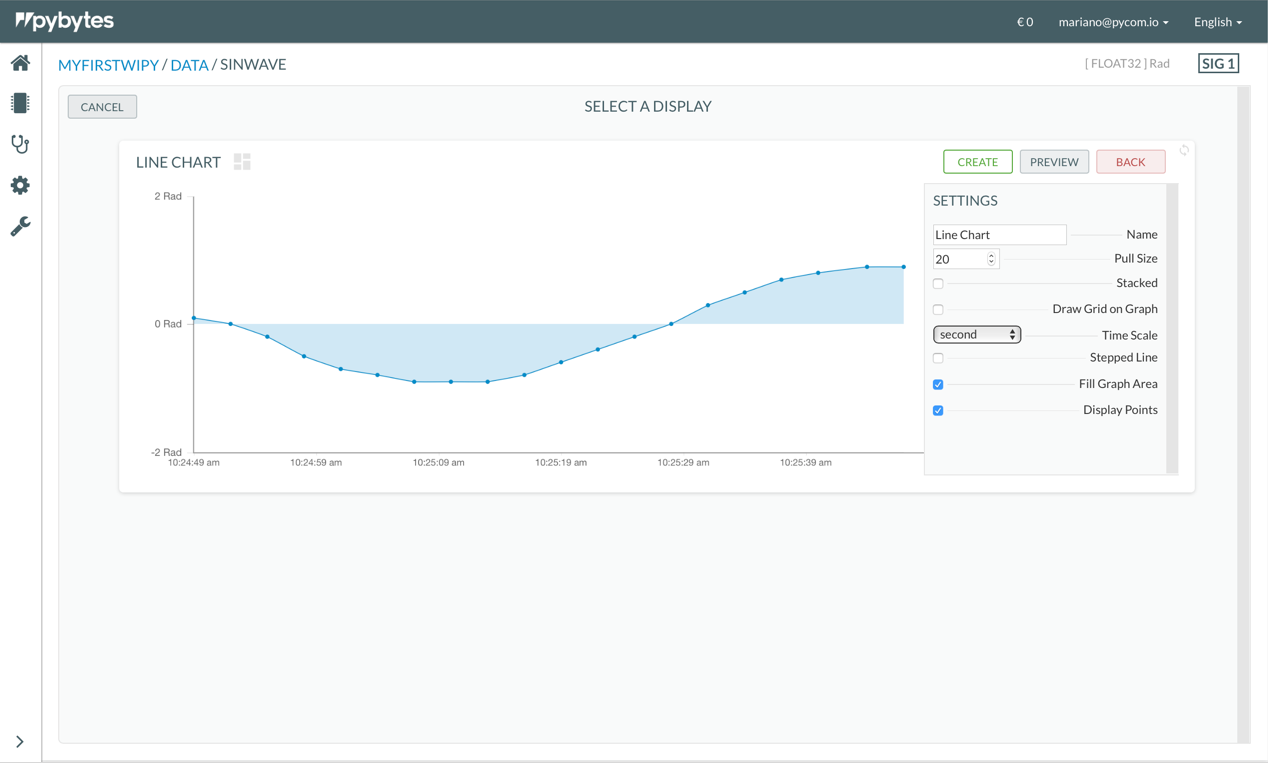 pybytes
€ 0 mariano@pycom.io English
MYFIRSTWIPY / DATA / SINWAVE
[ FLOAT32 ] Rad SIG 1
CANCEL
SELECT A DISPLAY
LINE CHART
CREATE PREVIEW BACK
2 Rad
0 Rad
-2 Rad
10:24:49 am 10:24:59 am 10:25:09 am 10:25:19 am 10:25:29 am 10:25:39 am
SETTINGS
Line Chart Name
20 Pull Size
Stacked
Draw Grid on Graph
second Time Scale
Stepped Line
Fill Graph Area
Display Points